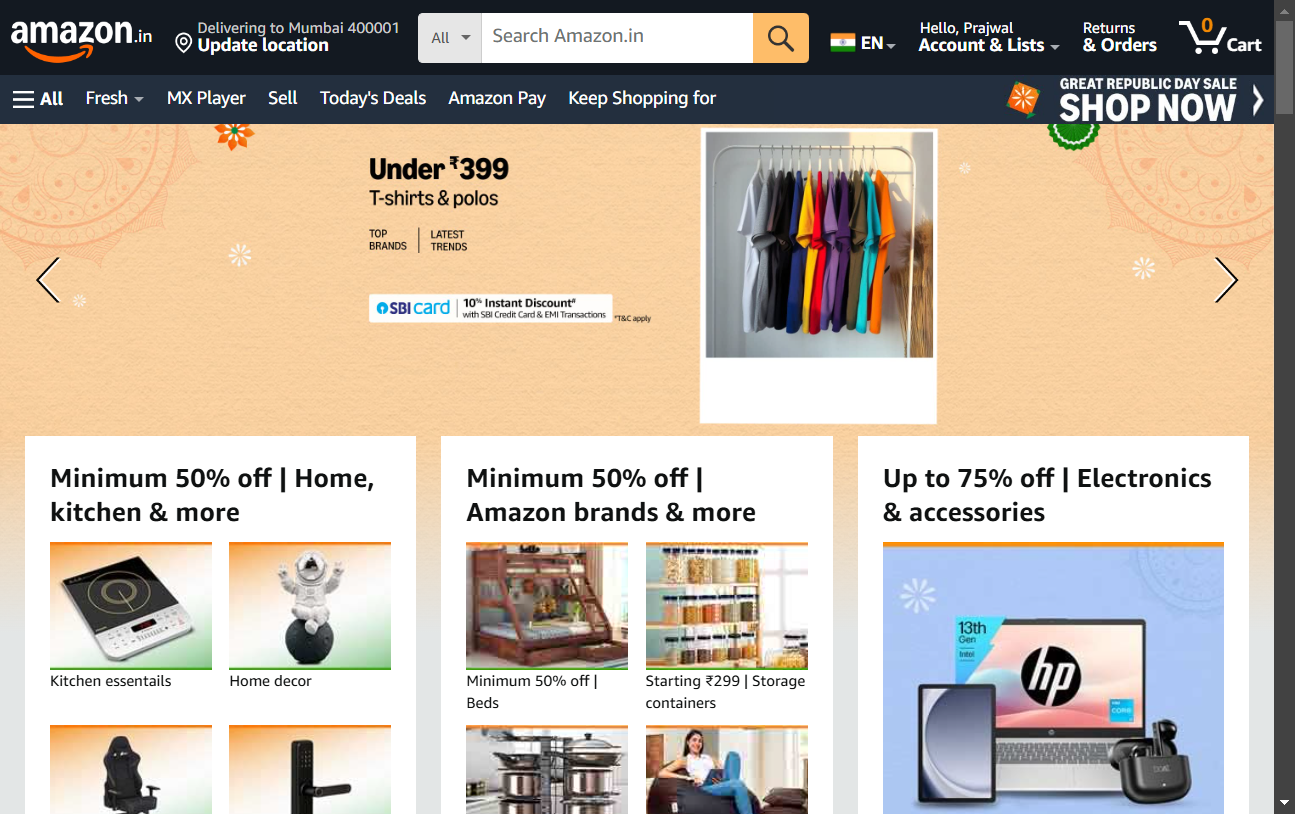 amazon.in
Delivering to Mumbai 400001
Update location
All
Search Amazon.in
EN
Hello, Prajwal
Account & Lists
Returns
& Orders
0
Cart
All
Fresh
MX Player
Sell
Today's Deals
Amazon Pay
Keep Shopping for
GREAT REPUBLIC DAY SALE
SHOP NOW
Under ₹399
T-shirts & polos
TOP
BRANDS
LATEST
TRENDS
SBI card
10% Instant Discount#
with SBI Credit Card & EMI Transactions
*T&C apply
Minimum 50% off | Home,
kitchen & more
Kitchen essentails
Home decor
Minimum 50% off |
Amazon brands & more
Minimum 50% off |
Beds
Starting ₹299 | Storage
containers
Up to 75% off | Electronics
& accessories
13th
Gen
Intel
hp
intel
CORE